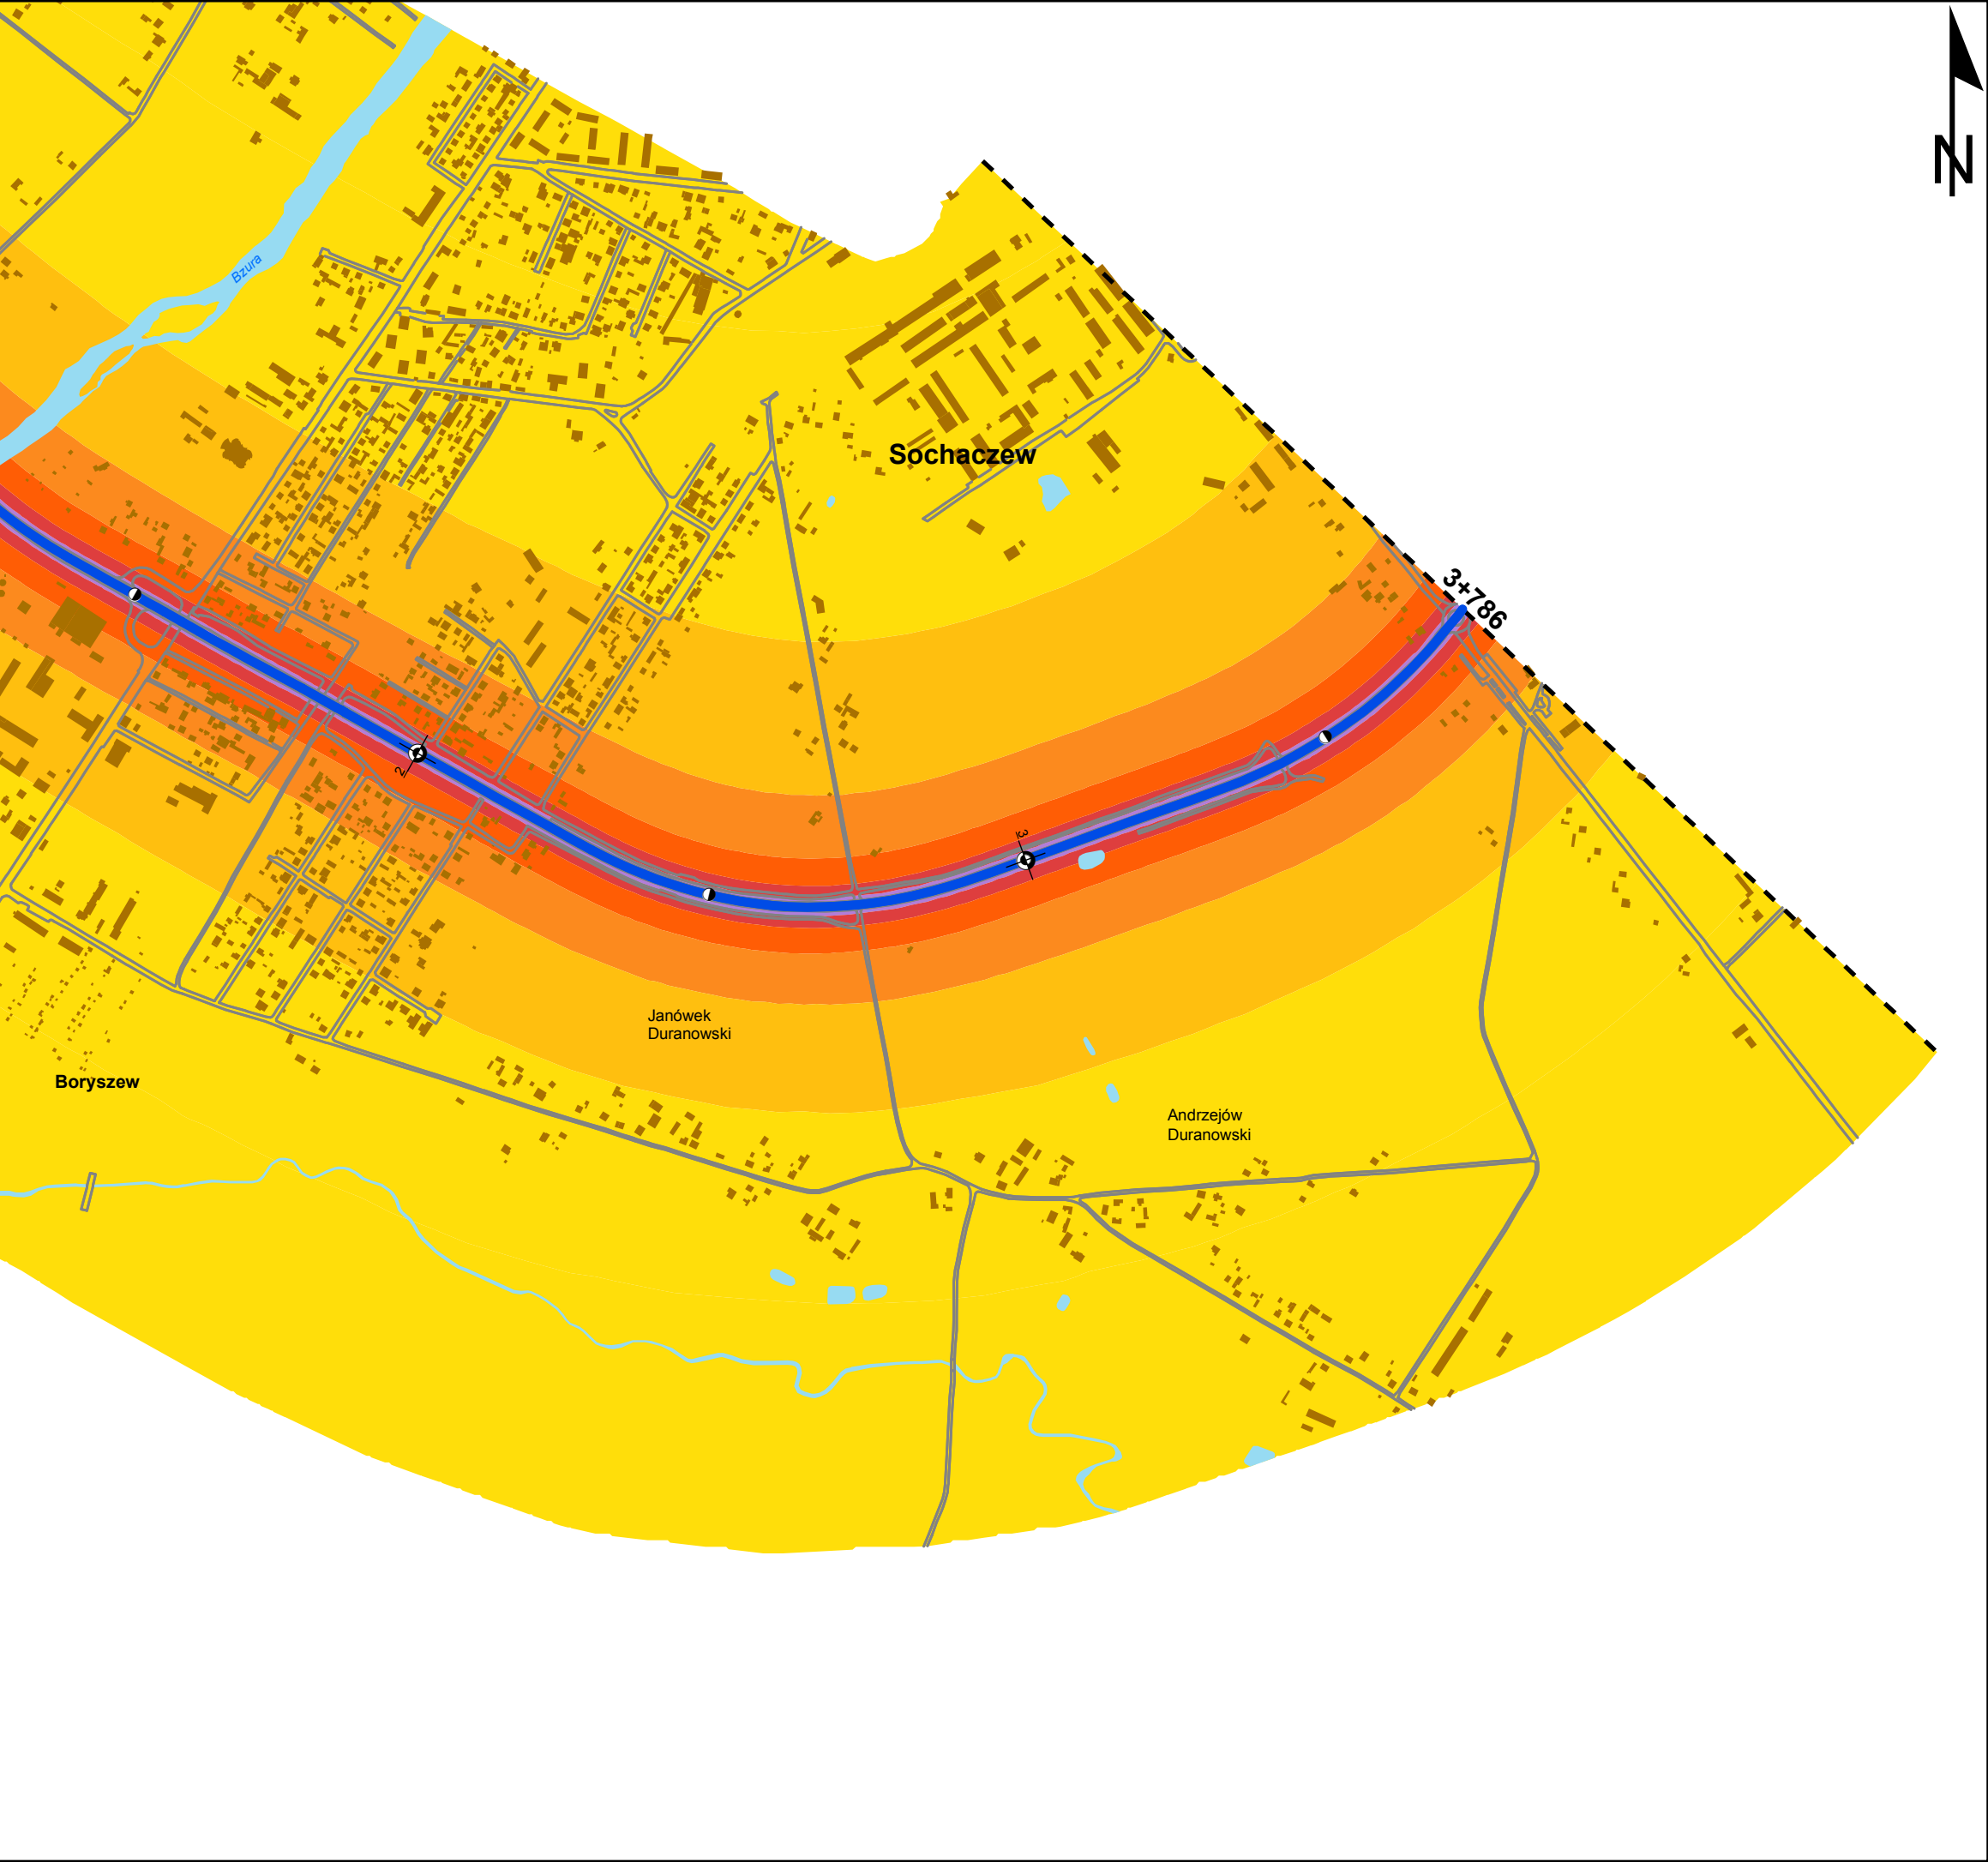 N
Bzura
Sochaczew
3+786
2
3
Janówek
Duranowski
Boryszew
Andrzejów
Duranowski